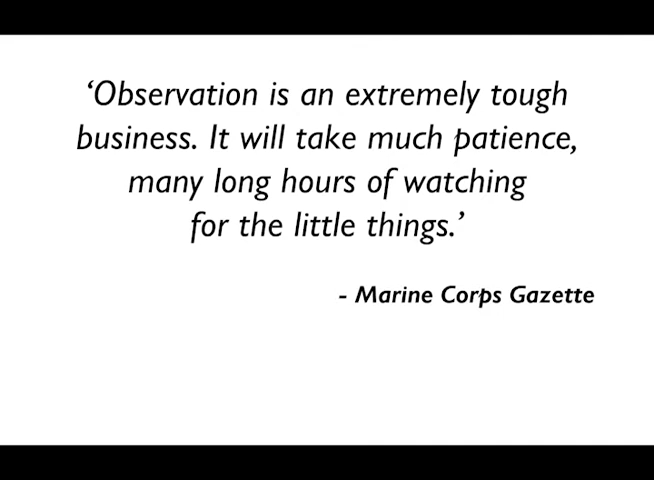 ‘Observation is an extremely tough
business. It will take much patience,
many long hours of watching
for the little things.’
- Marine Corps Gazette